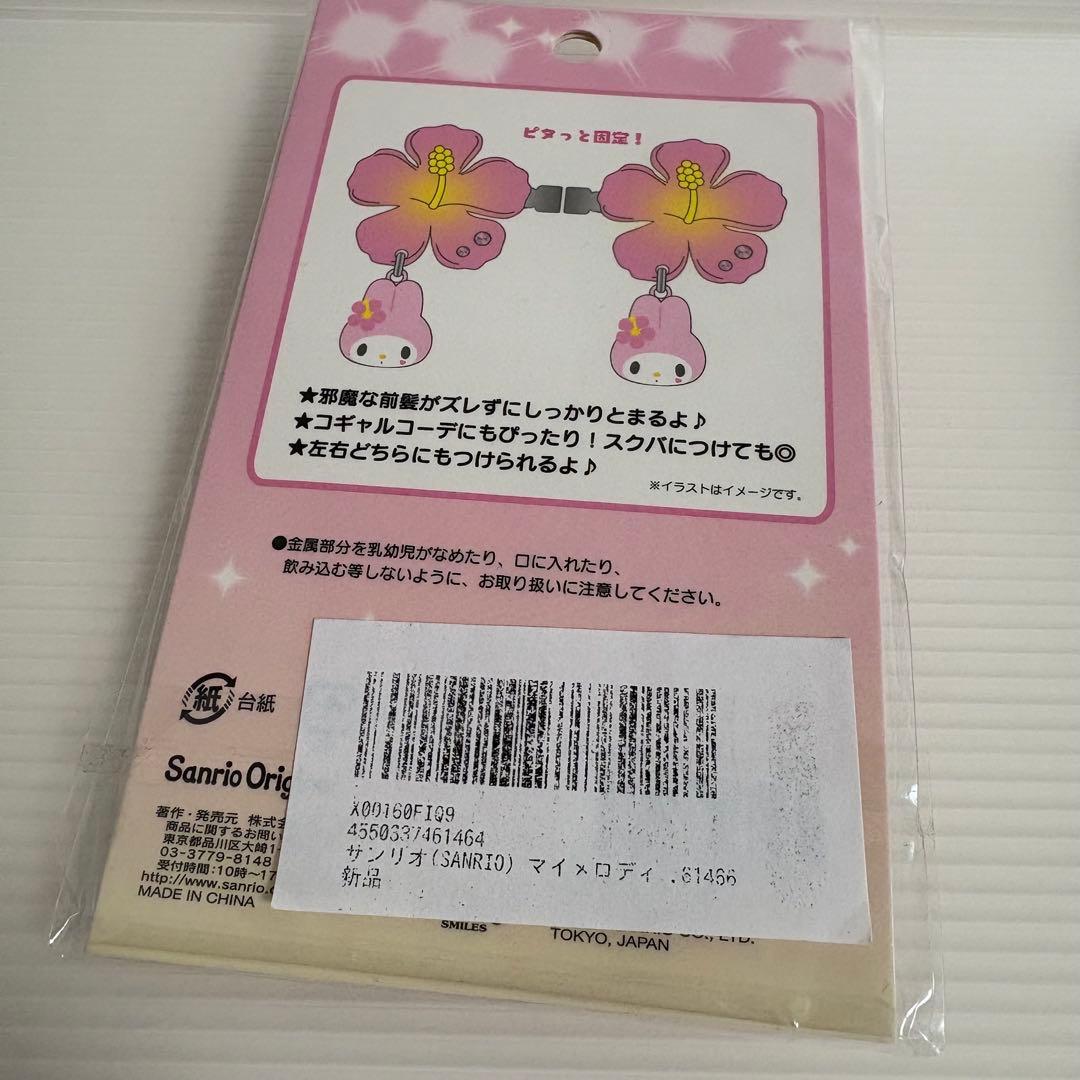 ピタっと固定!
★邪魔な前髪がズレずにしっかりとまるよ♪
★コギャルコーデにもぴったり!スクバにつけても◎
★左右どちらにもつけられるよ♪
※イラストはイメージです。
●金属部分を乳幼児がなめたり、口に入れたり、
飲み込む等しないように、お取り扱いに注意してください。
紙 台紙
Sanrio Orig
著作・発売元 株式会
商品に関するお問い
東京都品川区大崎1-
03-3779-8148
受付時間:10時~17
http://www.sanrio.c
MADE IN CHINA
X00160FIQ9
4550337461464
サンリオ(SANRIO) マイメロディ ..61466
新品
SMILES
CO., LTD.
TOKYO, JAPAN